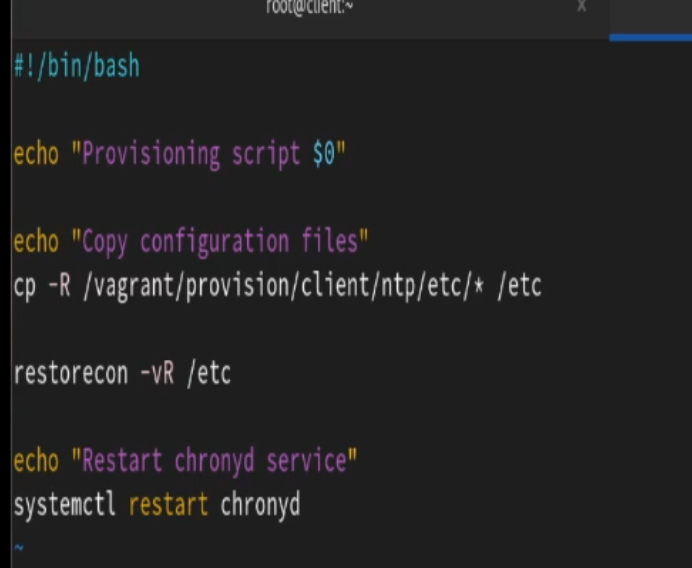 root@client:~ x
#!/bin/bash
echo "Provisioning script $0"
echo "Copy configuration files"
cp -R /vagrant/provision/client/ntp/etc/* /etc
restorecon -vR /etc
echo "Restart chronyd service"
systemctl restart chronyd
~